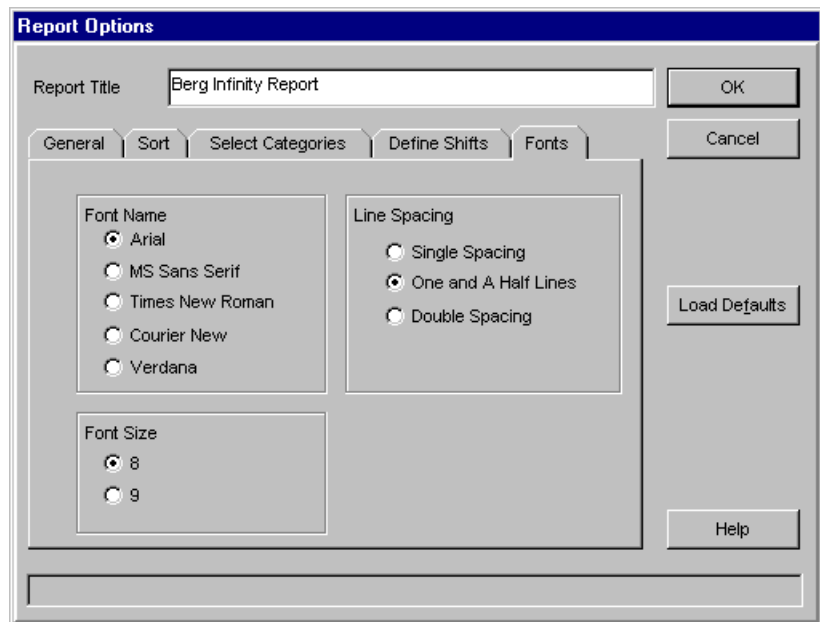 Report Options
Report Title
Berg Infinity Report
OK
Cancel
General
Sort
Select Categories
Define Shifts
Fonts
Font Name
Arial
MS Sans Serif
Times New Roman
Courier New
Verdana
Line Spacing
Single Spacing
One and A Half Lines
Double Spacing
Load Defaults
Font Size
8
9
Help